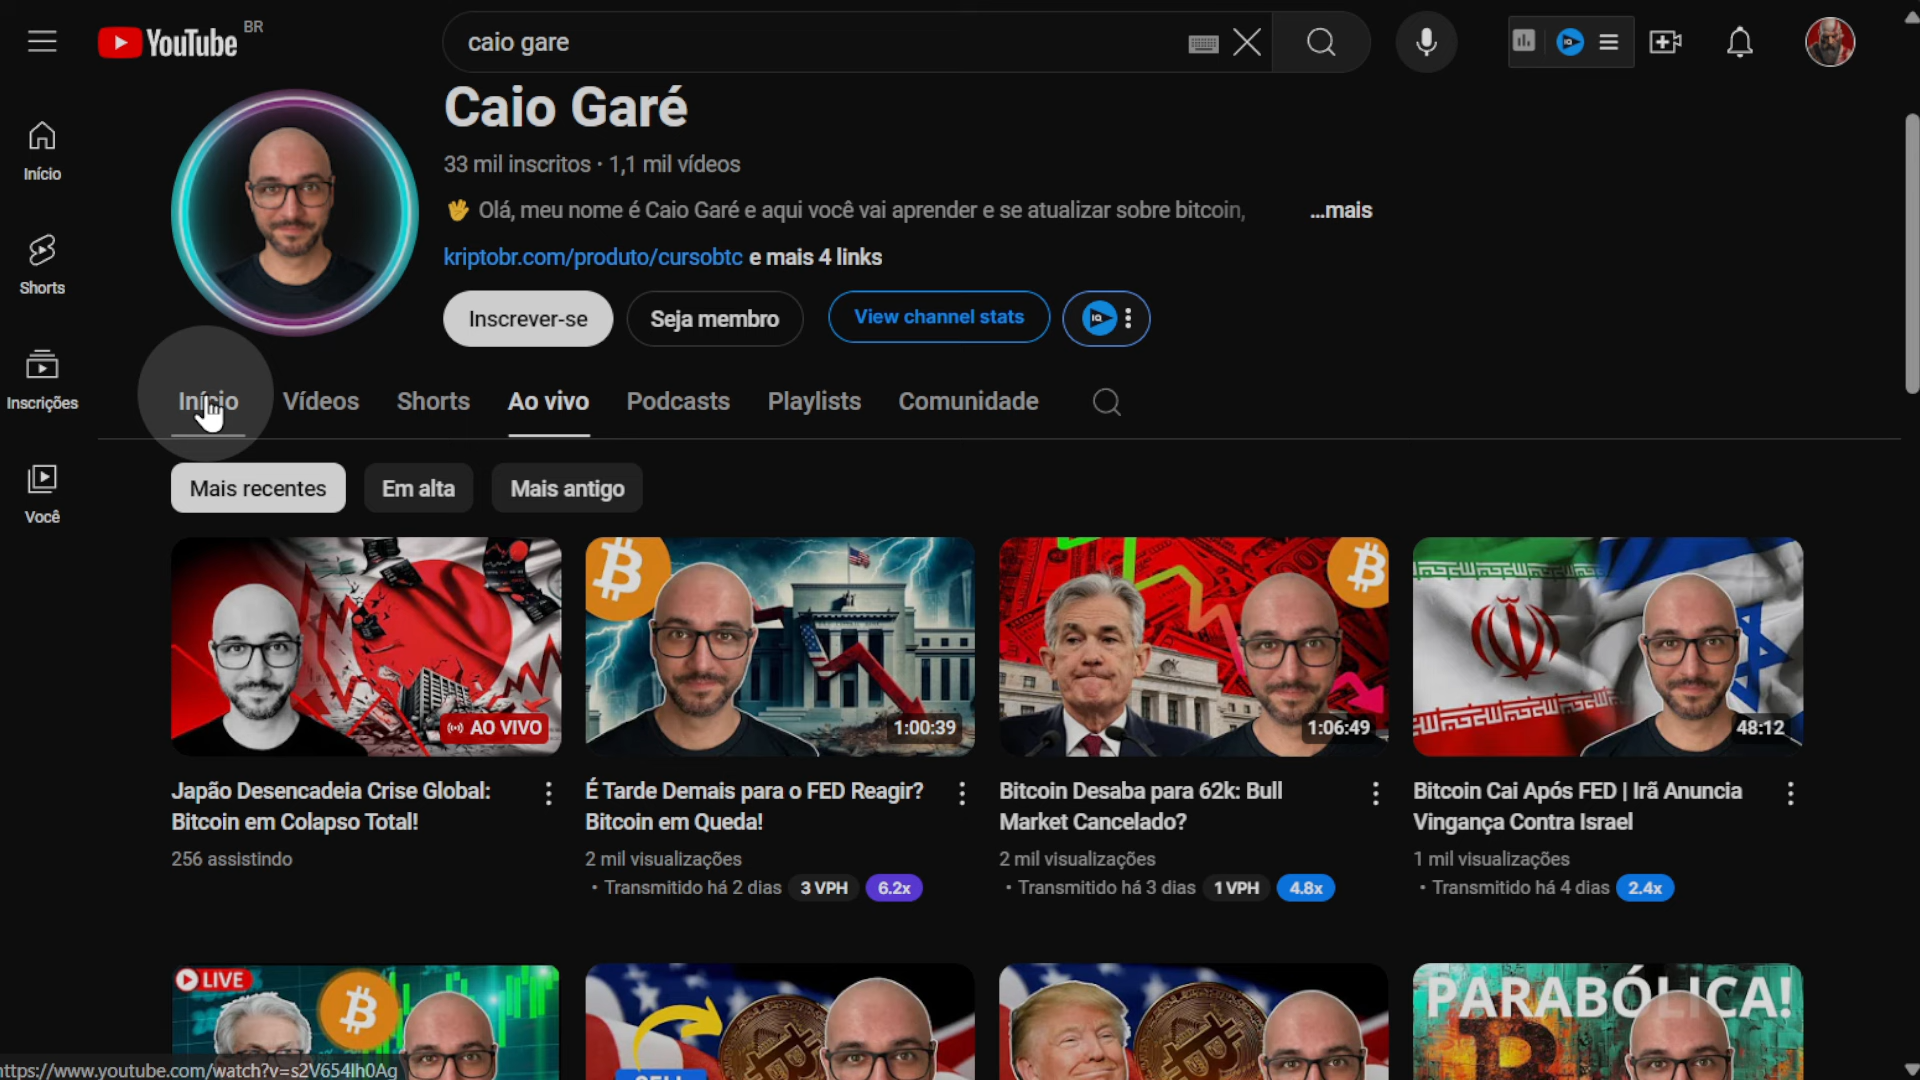 YouTube BR
caio gare
IQ
Início
Shorts
Inscrições
Você
Caio Garé
33 mil inscritos • 1,1 mil vídeos
🖖 Olá, meu nome é Caio Garé e aqui você vai aprender e se atualizar sobre bitcoin, ...mais
kriptobr.com/produto/cursobtc e mais 4 links
Inscrever-se Seja membro View channel stats IQ
Início Vídeos Shorts Ao vivo Podcasts Playlists Comunidade
Mais recentes Em alta Mais antigo
AO VIVO
1:00:39
1:06:49
48:12
Japão Desencadeia Crise Global:
Bitcoin em Colapso Total!
256 assistindo
É Tarde Demais para o FED Reagir?
Bitcoin em Queda!
2 mil visualizações
• Transmitido há 2 dias 3 VPH 6.2x
Bitcoin Desaba para 62k: Bull
Market Cancelado?
2 mil visualizações
• Transmitido há 3 dias 1 VPH 4.8x
Bitcoin Cai Após FED | Irã Anuncia
Vingança Contra Israel
1 mil visualizações
• Transmitido há 4 dias 2.4x
LIVE
PARABÓLICA!
https://www.youtube.com/watch?v=s2V654lh0Ag